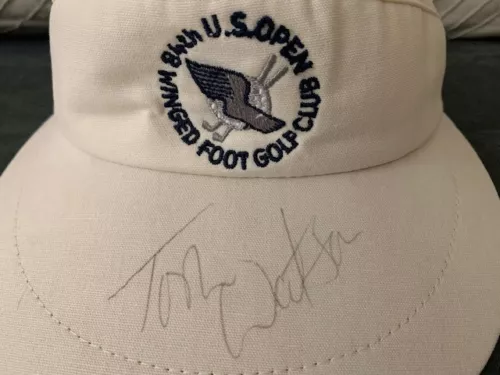 84th U.S.OPEN
WINGED FOOT GOLF CLUB
Tom Watson